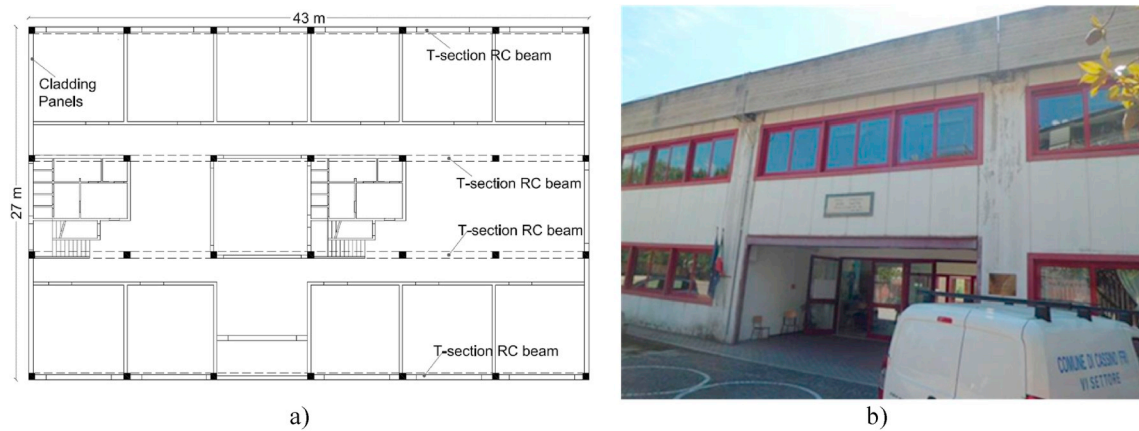 43 m
T-section RC beam
Cladding
Panels
T-section RC beam
27 m
T-section RC beam
T-section RC beam
COMUNE DI CASSINO (FR)
VI SETTORE
a)
b)